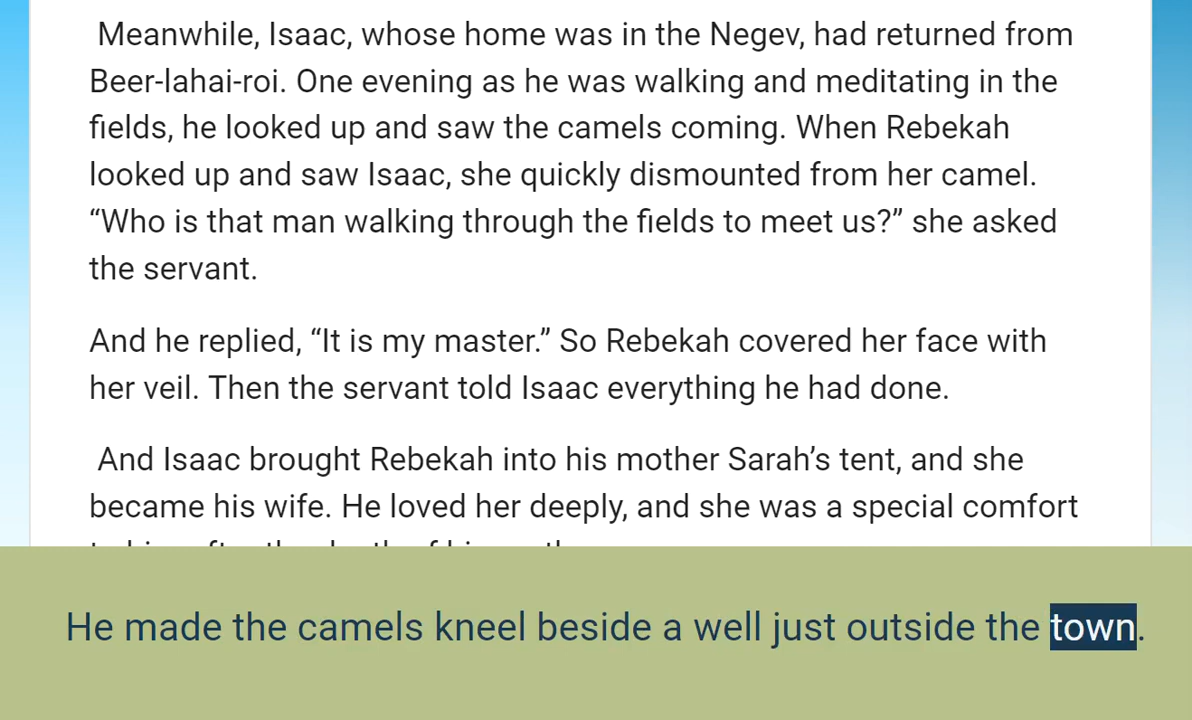 Meanwhile, Isaac, whose home was in the Negev, had returned from
Beer-lahai-roi. One evening as he was walking and meditating in the
fields, he looked up and saw the camels coming. When Rebekah
looked up and saw Isaac, she quickly dismounted from her camel.
“Who is that man walking through the fields to meet us?” she asked
the servant.
And he replied, “It is my master.” So Rebekah covered her face with
her veil. Then the servant told Isaac everything he had done.
And Isaac brought Rebekah into his mother Sarah’s tent, and she
became his wife. He loved her deeply, and she was a special comfort
He made the camels kneel beside a well just outside the town.